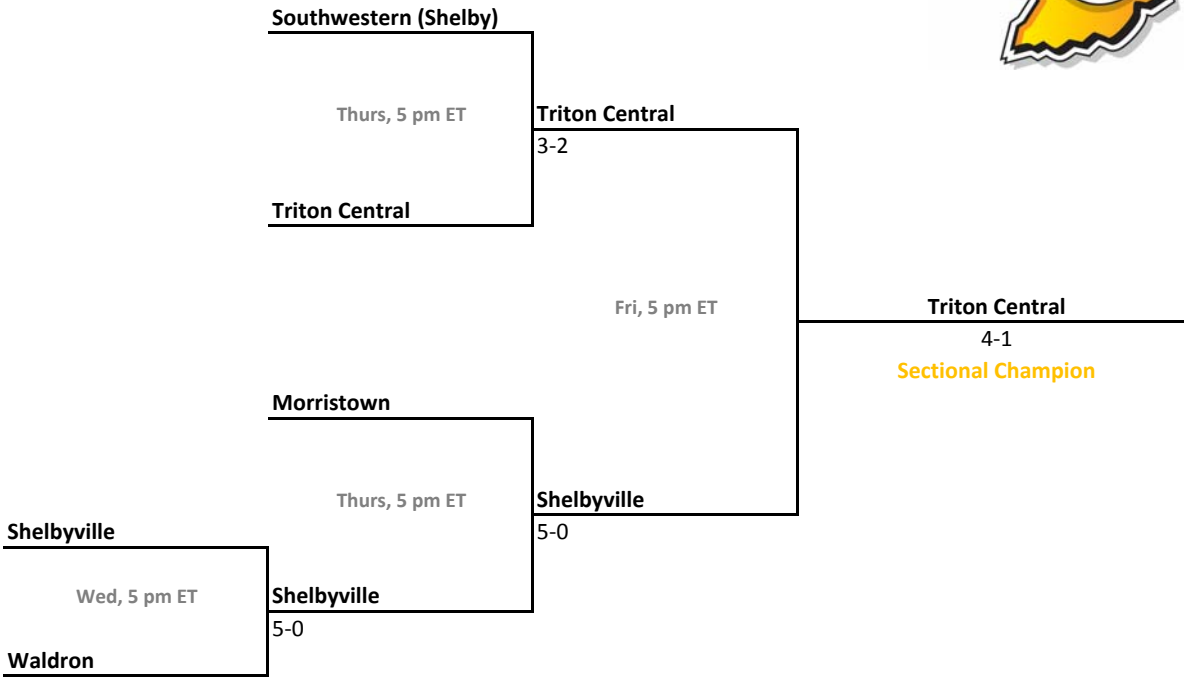 Southwestern (Shelby)
Thurs, 5 pm ET
Triton Central
3-2
Triton Central
Fri, 5 pm ET
Triton Central
4-1
Sectional Champion
Morristown
Thurs, 5 pm ET
Shelbyville
5-0
Shelbyville
Wed, 5 pm ET
Shelbyville
5-0
Waldron